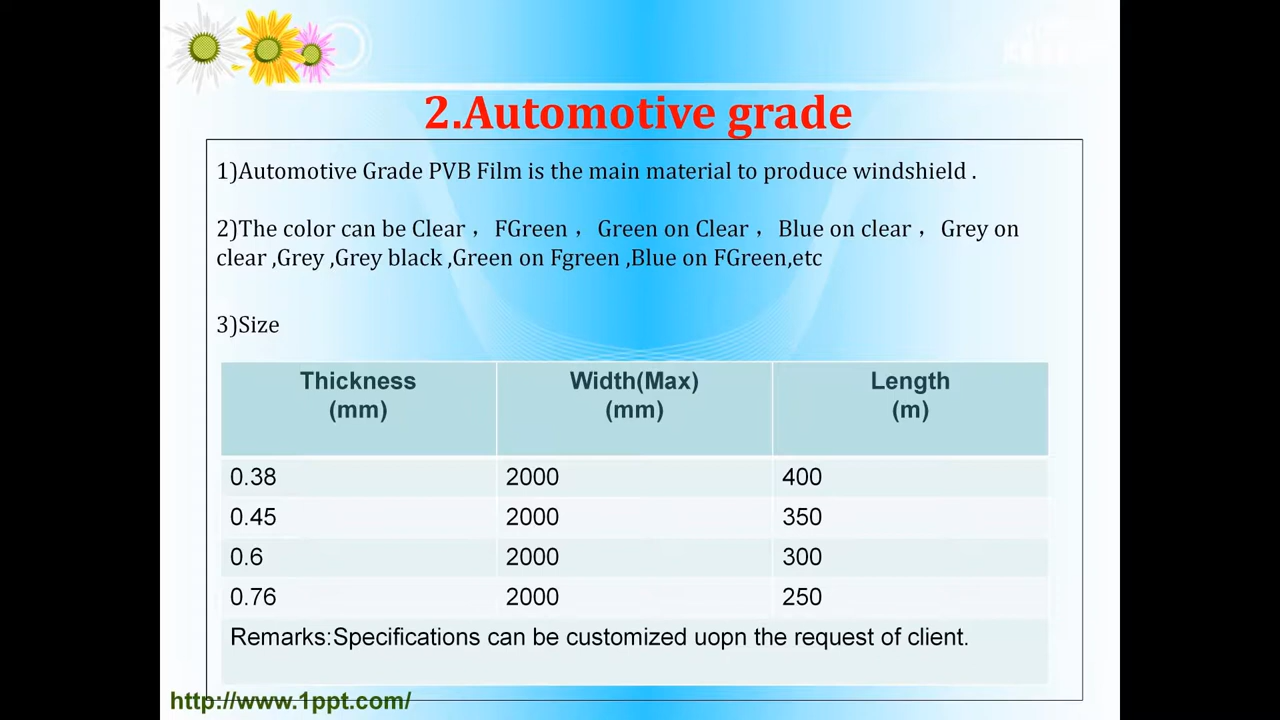 2.Automotive grade
1)Automotive Grade PVB Film is the main material to produce windshield .
2)The color can be Clear ， FGreen ， Green on Clear ， Blue on clear ， Grey on
clear ,Grey ,Grey black ,Green on Fgreen ,Blue on FGreen,etc
3)Size
Thickness (mm) Width(Max) (mm) Length (m)
0.38 2000 400
0.45 2000 350
0.6 2000 300
0.76 2000 250
Remarks:Specifications can be customized uopn the request of client.
http://www.1ppt.com/